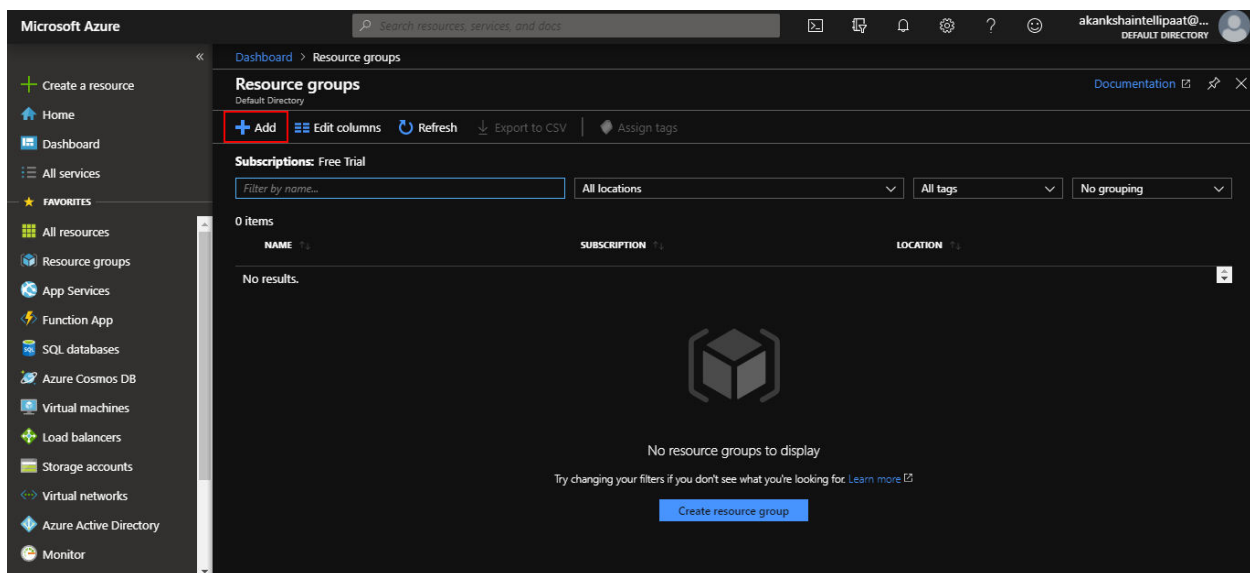 Microsoft Azure
Search resources, services, and docs
akankshaintellipaat@...
DEFAULT DIRECTORY
Create a resource
Home
Dashboard
All services
FAVORITES
All resources
Resource groups
App Services
Function App
SQL databases
Azure Cosmos DB
Virtual machines
Load balancers
Storage accounts
Virtual networks
Azure Active Directory
Monitor
Dashboard > Resource groups
Resource groups
Default Directory
Documentation
Add Edit columns Refresh Export to CSV Assign tags
Subscriptions: Free Trial
Filter by name... All locations All tags No grouping
0 items
NAME SUBSCRIPTION LOCATION
No results.
No resource groups to display
Try changing your filters if you don't see what you're looking for. Learn more
Create resource group